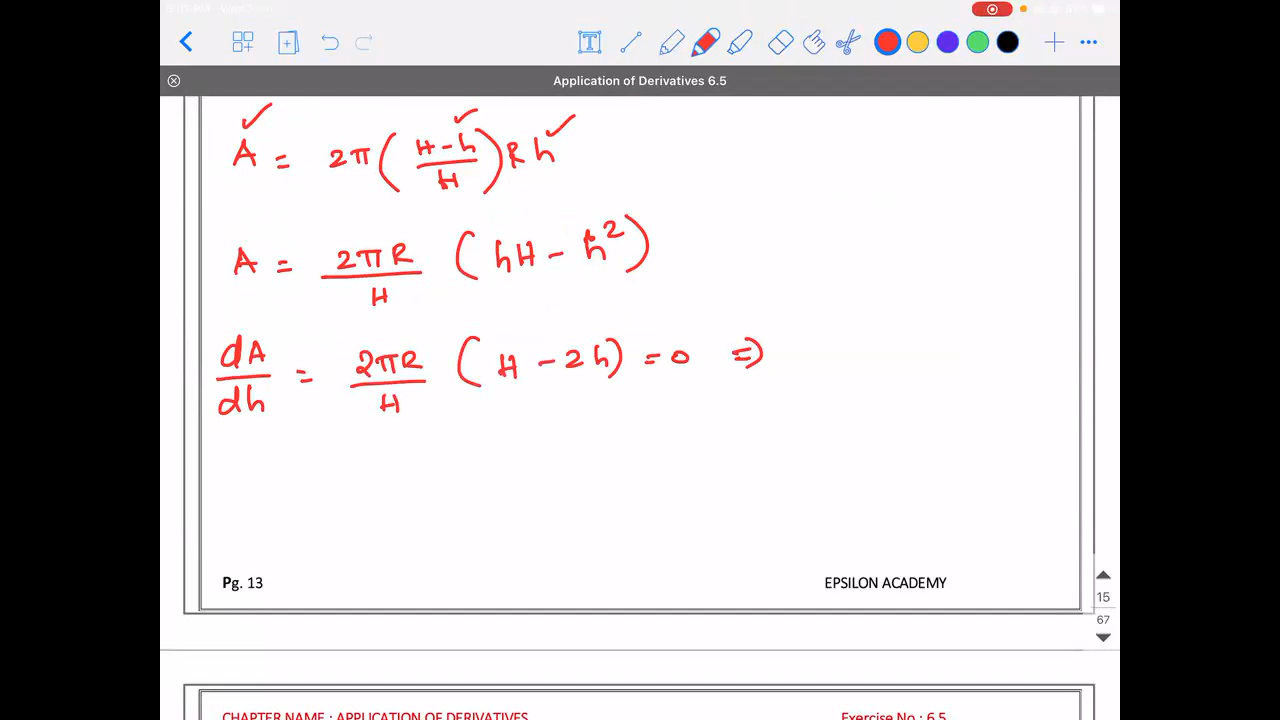 Application of Derivatives 6.5
A = 2π ( (H - h) / H ) R h
A = 2πR / H ( hH - h² )
dA / dh = 2πR / H ( H - 2h ) = 0 ⇒
Pg. 13 EPSILON ACADEMY
15
67
CHAPTER NAME : APPLICATION OF DERIVATIVES Exercise No : 6.5